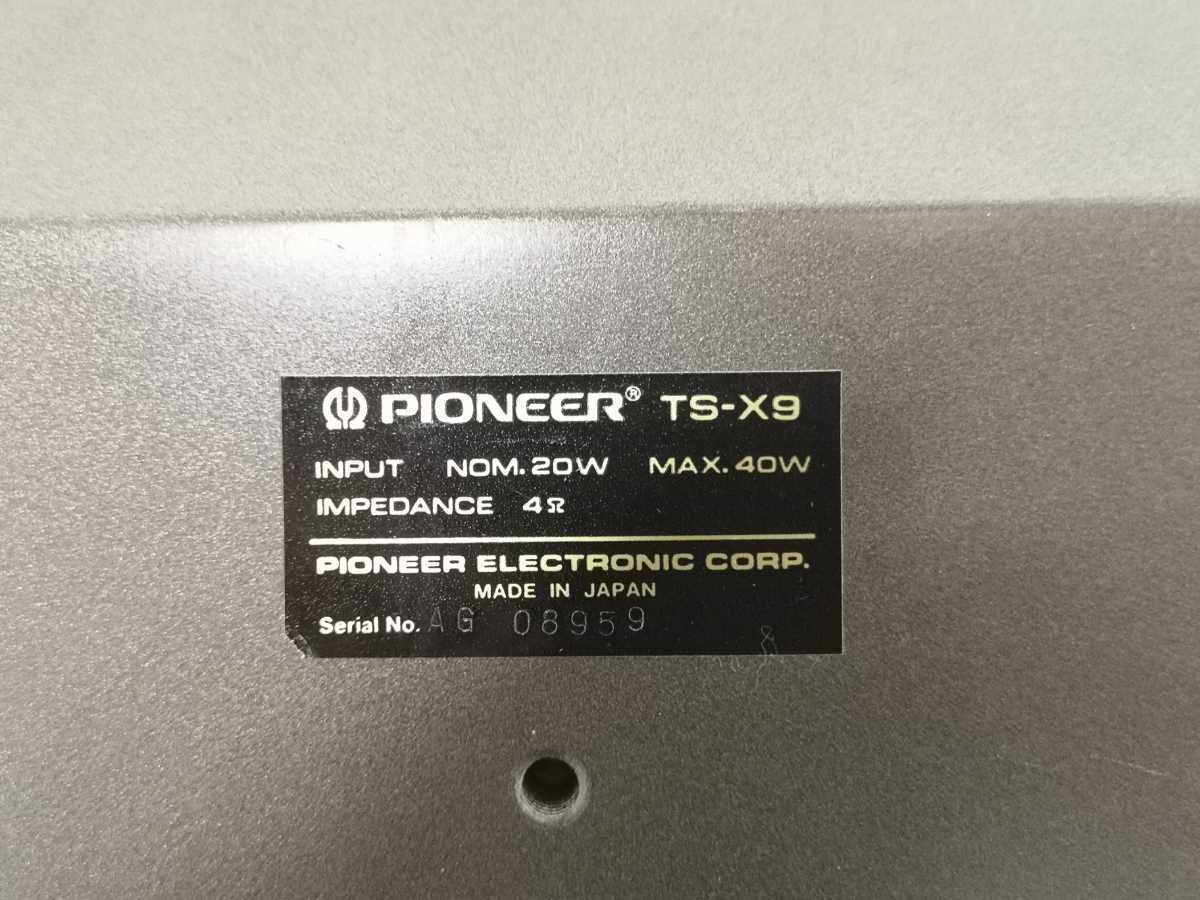 PIONEER® TS-X9
INPUT NOM. 20W MAX. 40W
IMPEDANCE 4Ω
PIONEER ELECTRONIC CORP.
MADE IN JAPAN
Serial No. AG 08959